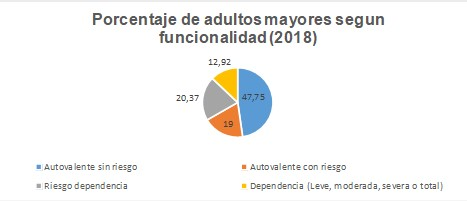 Porcentaje de adultos mayores segun
funcionalidad (2018)
12,92
47,75
20,37
19
Autovalente sin riesgo
Autovalente con riesgo
Riesgo dependencia
Dependencia (Leve, moderada, severa o total)